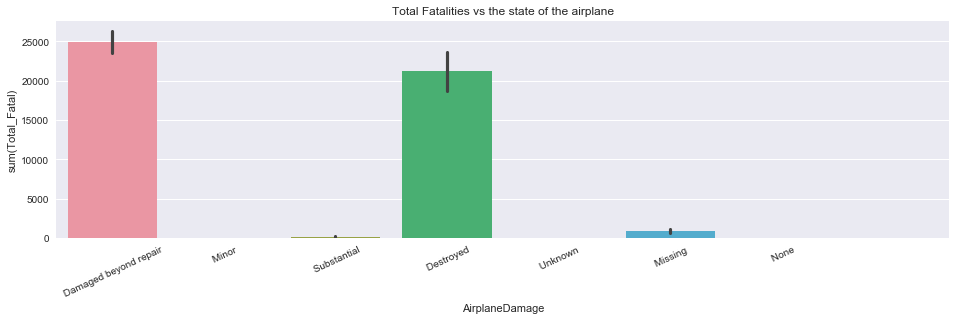 Total Fatalities vs the state of the airplane
sum(Total_Fatal)
25000
20000
15000
10000
5000
0
Damaged beyond repair
Minor
Substantial
Destroyed
Unknown
Missing
None
AirplaneDamage